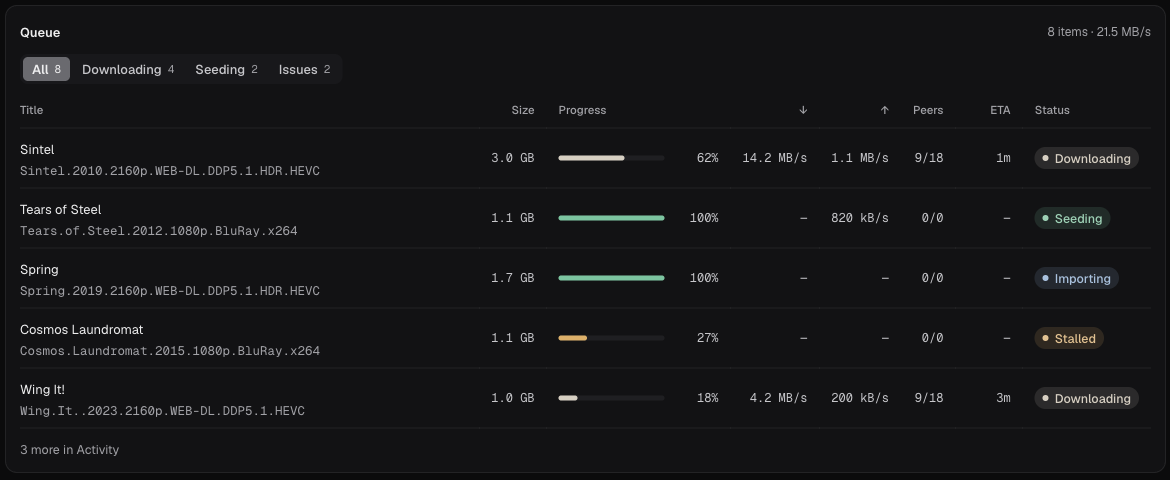 Queue
8 items · 21.5 MB/s
All 8 Downloading 4 Seeding 2 Issues 2
Title Size Progress ↓ ↑ Peers ETA Status
Sintel
Sintel.2010.2160p.WEB-DL.DDP5.1.HDR.HEVC
3.0 GB 62% 14.2 MB/s 1.1 MB/s 9/18 1m Downloading
Tears of Steel
Tears.of.Steel.2012.1080p.BluRay.x264
1.1 GB 100% — 820 kB/s 0/0 — Seeding
Spring
Spring.2019.2160p.WEB-DL.DDP5.1.HDR.HEVC
1.7 GB 100% — — 0/0 — Importing
Cosmos Laundromat
Cosmos.Laundromat.2015.1080p.BluRay.x264
1.1 GB 27% — — 0/0 — Stalled
Wing It!
Wing.It..2023.2160p.WEB-DL.DDP5.1.HEVC
1.0 GB 18% 4.2 MB/s 200 kB/s 9/18 3m Downloading
3 more in Activity